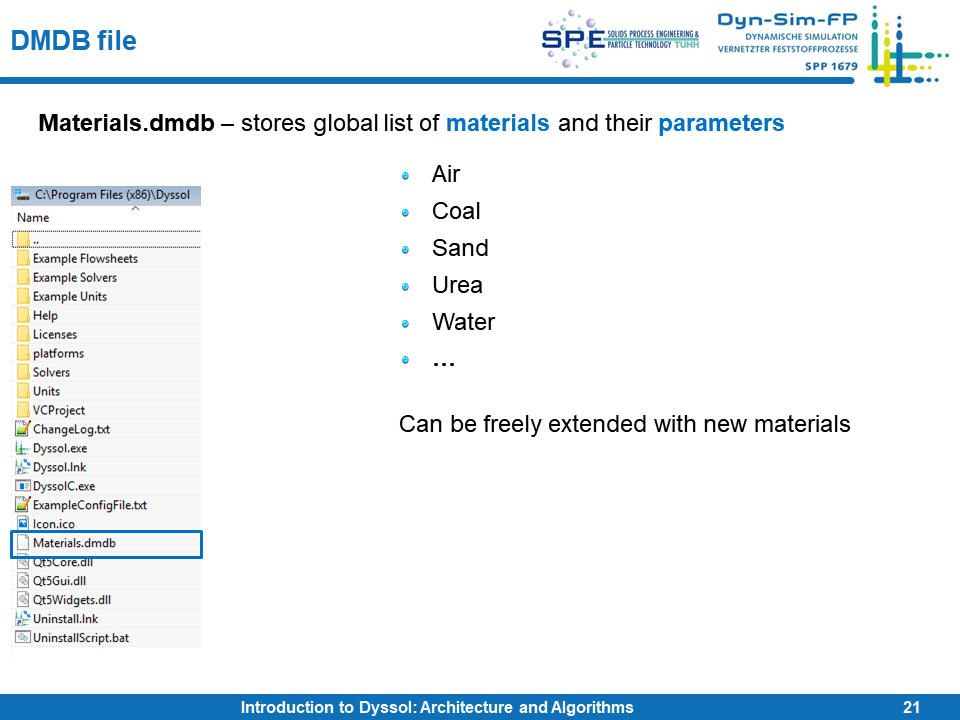 DMDB file
SPE SOLIDS PROCESS ENGINEERING &
PARTICLE TECHNOLOGY TUHH
Dyn-Sim-FP
DYNAMISCHE SIMULATION
VERNETZTER FESTSTOFFPROZESSE
SPP 1679
Materials.dmdb – stores global list of materials and their parameters
C:\Program Files (x86)\Dyssol
Name
..
Example Flowsheets
Example Solvers
Example Units
Help
Licenses
platforms
Solvers
Units
VCProject
ChangeLog.txt
Dyssol.exe
Dyssol.lnk
DyssolC.exe
ExampleConfigFile.txt
Icon.ico
Materials.dmdb
Qt5Core.dll
Qt5Gui.dll
Qt5Widgets.dll
Uninstall.lnk
UninstallScript.bat
Air
Coal
Sand
Urea
Water
...
Can be freely extended with new materials
Introduction to Dyssol: Architecture and Algorithms
21